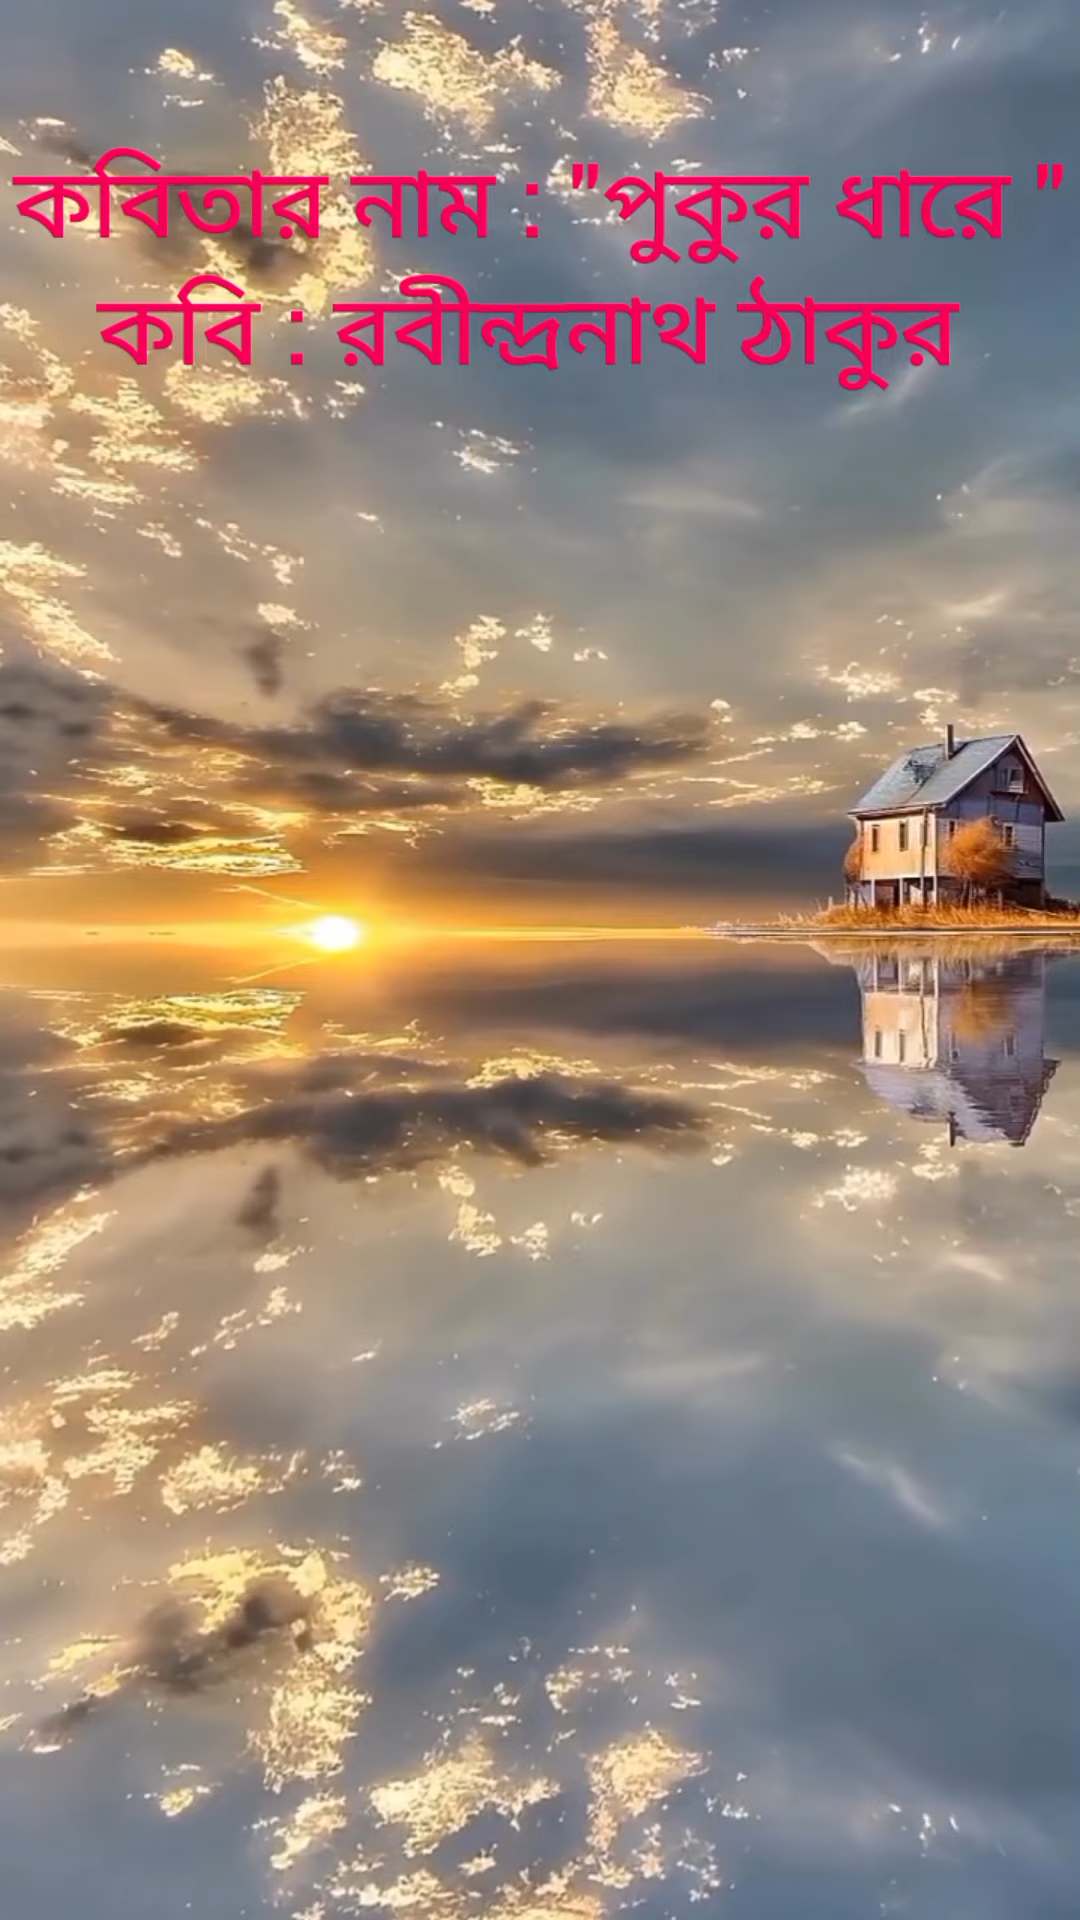 কবিতার নাম : "পুকুর ধারে "
কবি : রবীন্দ্রনাথ ঠাকুর